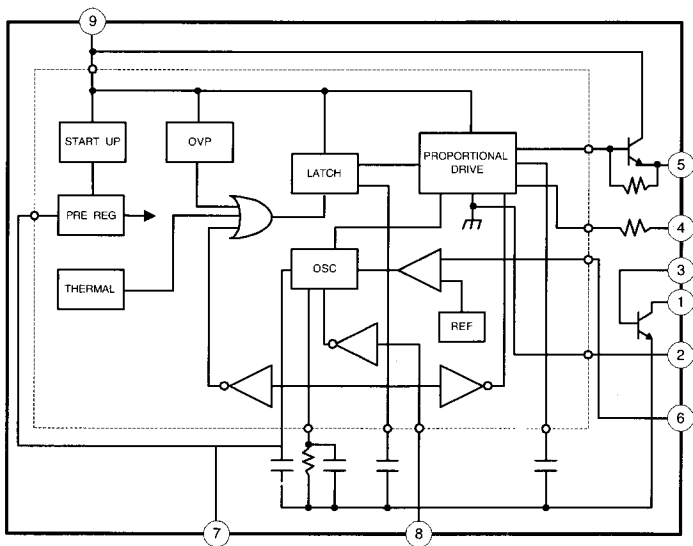 9
START UP
OVP
LATCH
PROPORTIONAL
DRIVE
5
PRE REG
4
THERMAL
OSC
REF
3
1
2
6
7
8